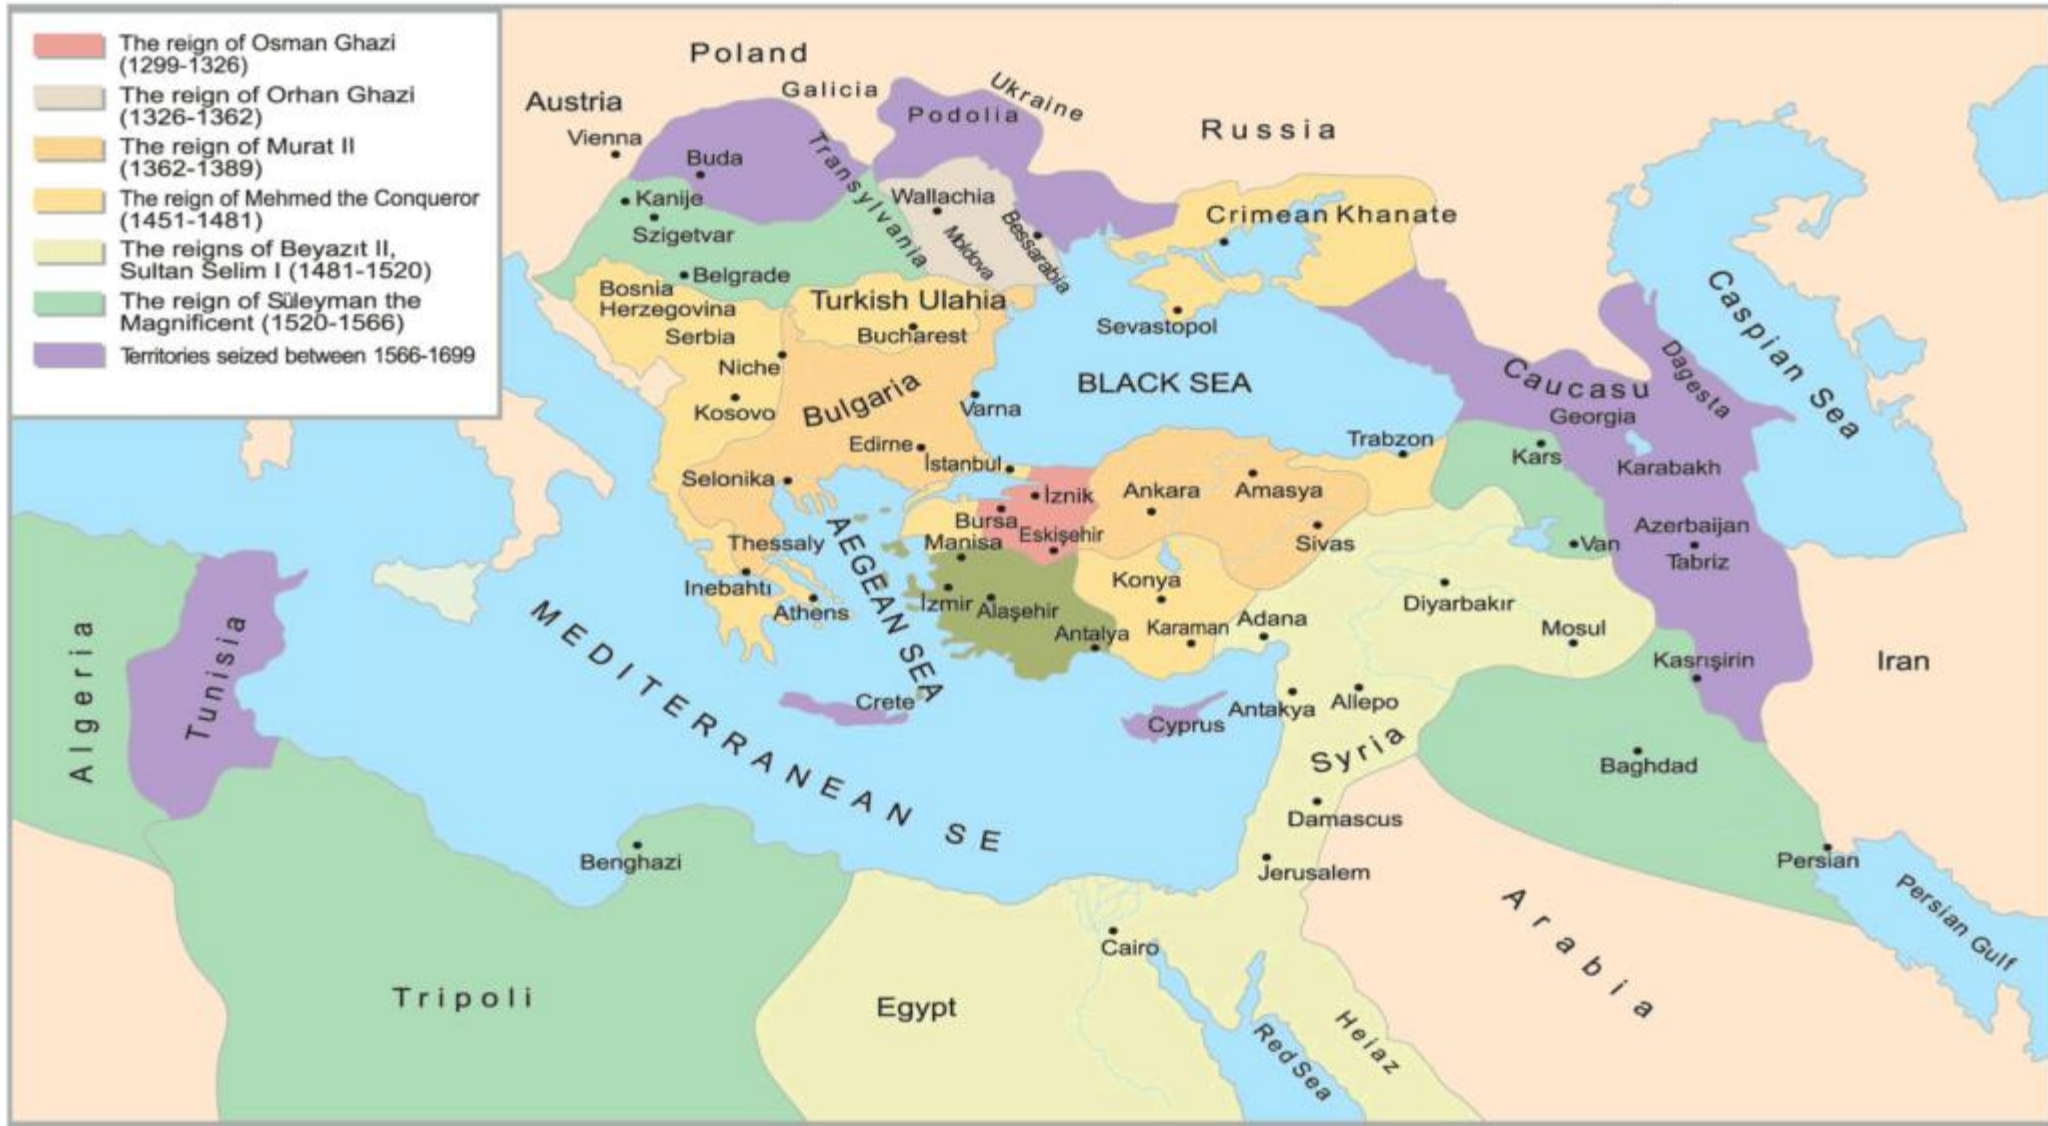 The reign of Osman Ghazi
(1299-1326)
The reign of Orhan Ghazi
(1326-1362)
The reign of Murat II
(1362-1389)
The reign of Mehmed the Conqueror
(1451-1481)
The reigns of Beyazıt II,
Sultan Selim I (1481-1520)
The reign of Süleyman the
Magnificent (1520-1566)
Territories seized between 1566-1699
Poland
Galicia
Ukraine
Austria
Podolia
Russia
Vienna
Buda
Transylvania
Kanije
Wallachia
Szigetvar
Moldova
Bessarabia
Crimean Khanate
Belgrade
Bosnia
Herzegovina
Turkish Ulahia
Serbia
Bucharest
Sevastopol
Niche
BLACK SEA
Kosovo
Bulgaria
Varna
Caucasu
Dagesta
Caspian Sea
Georgia
Edirne
İstanbul
Trabzon
Kars
Karabakh
Selonika
İznik
Ankara
Amasya
Bursa
Eskişehir
Sivas
Azerbaijan
Van
Tabriz
Thessaly
AEGEAN SEA
Manisa
Inebahtı
Athens
İzmir
Alaşehir
Konya
Diyarbakır
Antalya
Karaman
Adana
Mosul
Kasrışirin
Iran
Algeria
Tunisia
MEDITERRANEAN SE
Crete
Cyprus
Antakya
Allepo
Syria
Baghdad
Damascus
Benghazi
Jerusalem
Persian
Persian Gulf
Arabia
Cairo
Tripoli
Egypt
Red Sea
Heiaz